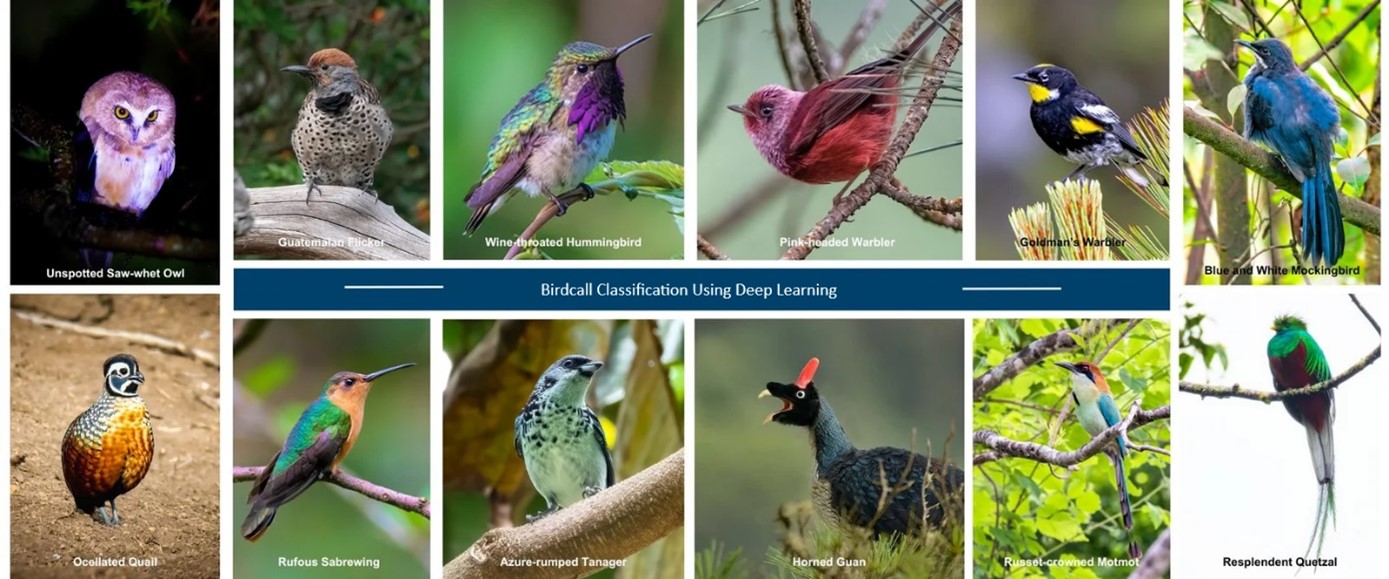 Unspotted Saw-whet Owl
Guatemalan Flicker
Wine-throated Hummingbird
Pink-headed Warbler
Goldman's Warbler
Blue and White Mockingbird
Birdcall Classification Using Deep Learning
Ocellated Quail
Rufous Sabrewing
Azure-rumped Tanager
Horned Guan
Russet-crowned Motmot
Resplendent Quetzal